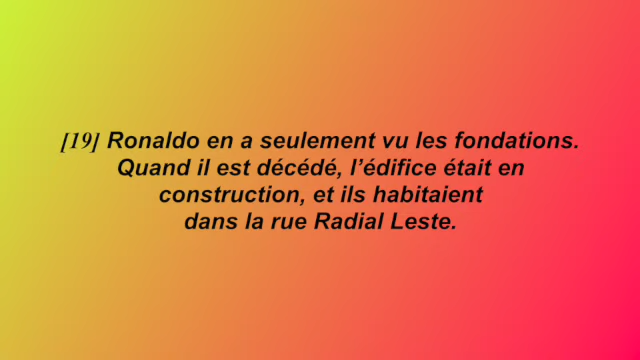 [19] Ronaldo en a seulement vu les fondations.
Quand il est décédé, l’édifice était en
construction, et ils habitaient
dans la rue Radial Leste.